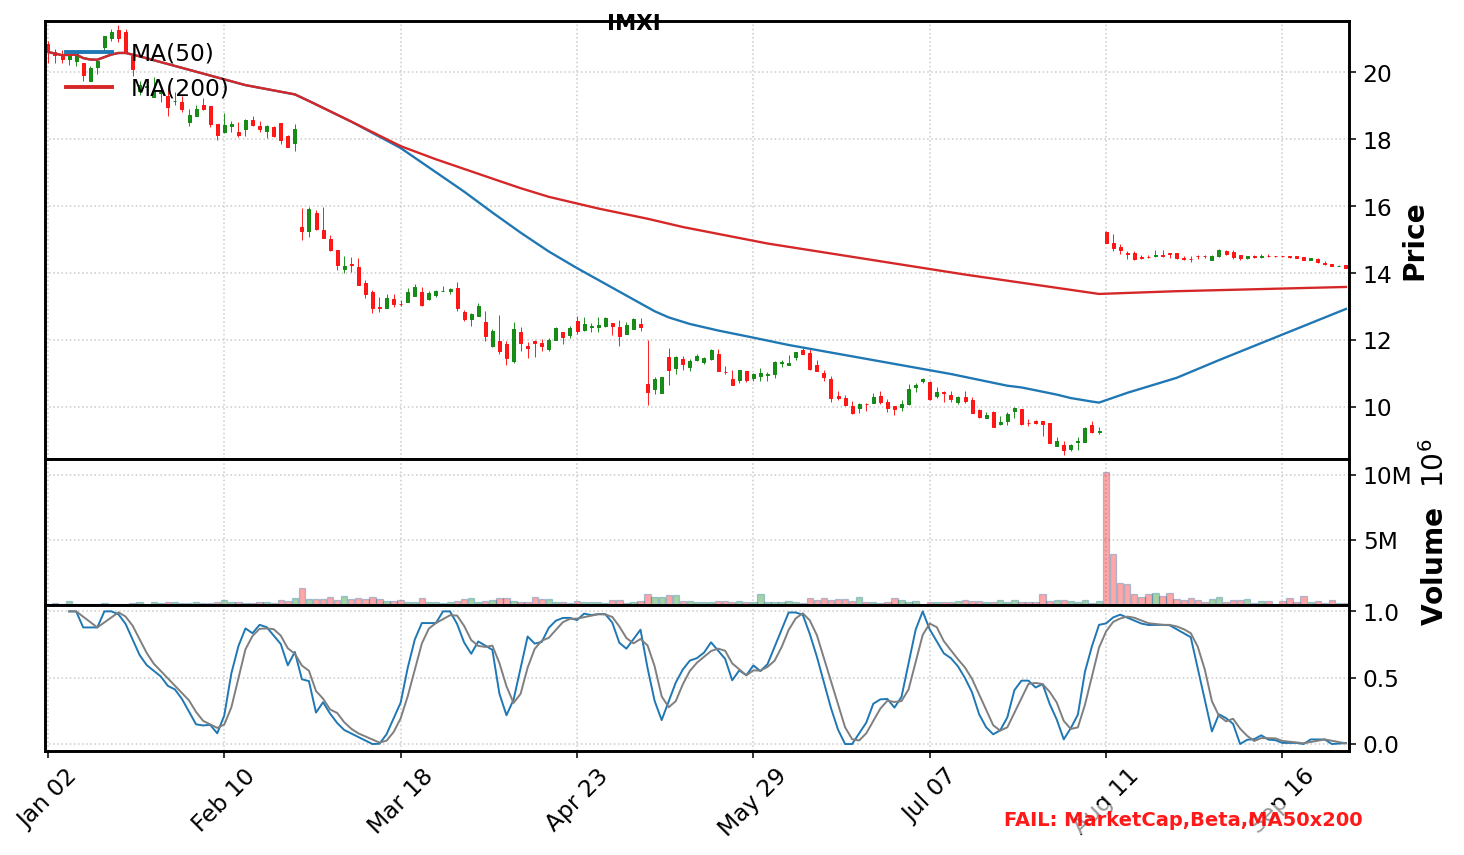 IMXI
MA(50)
MA(200)
20
18
16
14
12
10
Price
10M
5M
Volume 10^6
1.0
0.5
0.0
Jan 02
Feb 10
Mar 18
Apr 23
May 29
Jul 07
Aug 11
Sep 16
FAIL: MarketCap,Beta,MA50x200